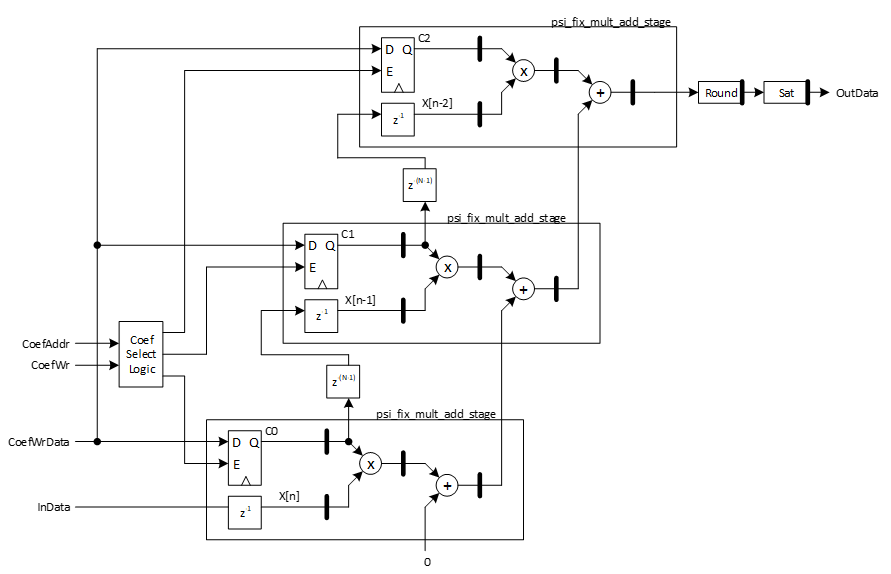 psi_fix_mult_add_stage
D Q
C2
E
X[n-2]
z-1
x
+
Round
Sat
OutData
z(N-1)
psi_fix_mult_add_stage
D Q
C1
E
X[n-1]
z-1
x
+
CoefAddr
CoefWr
Coef
Select
Logic
z(N-1)
psi_fix_mult_add_stage
CoefWrData
D Q
C0
E
x
+
InData
X[n]
z-1
0